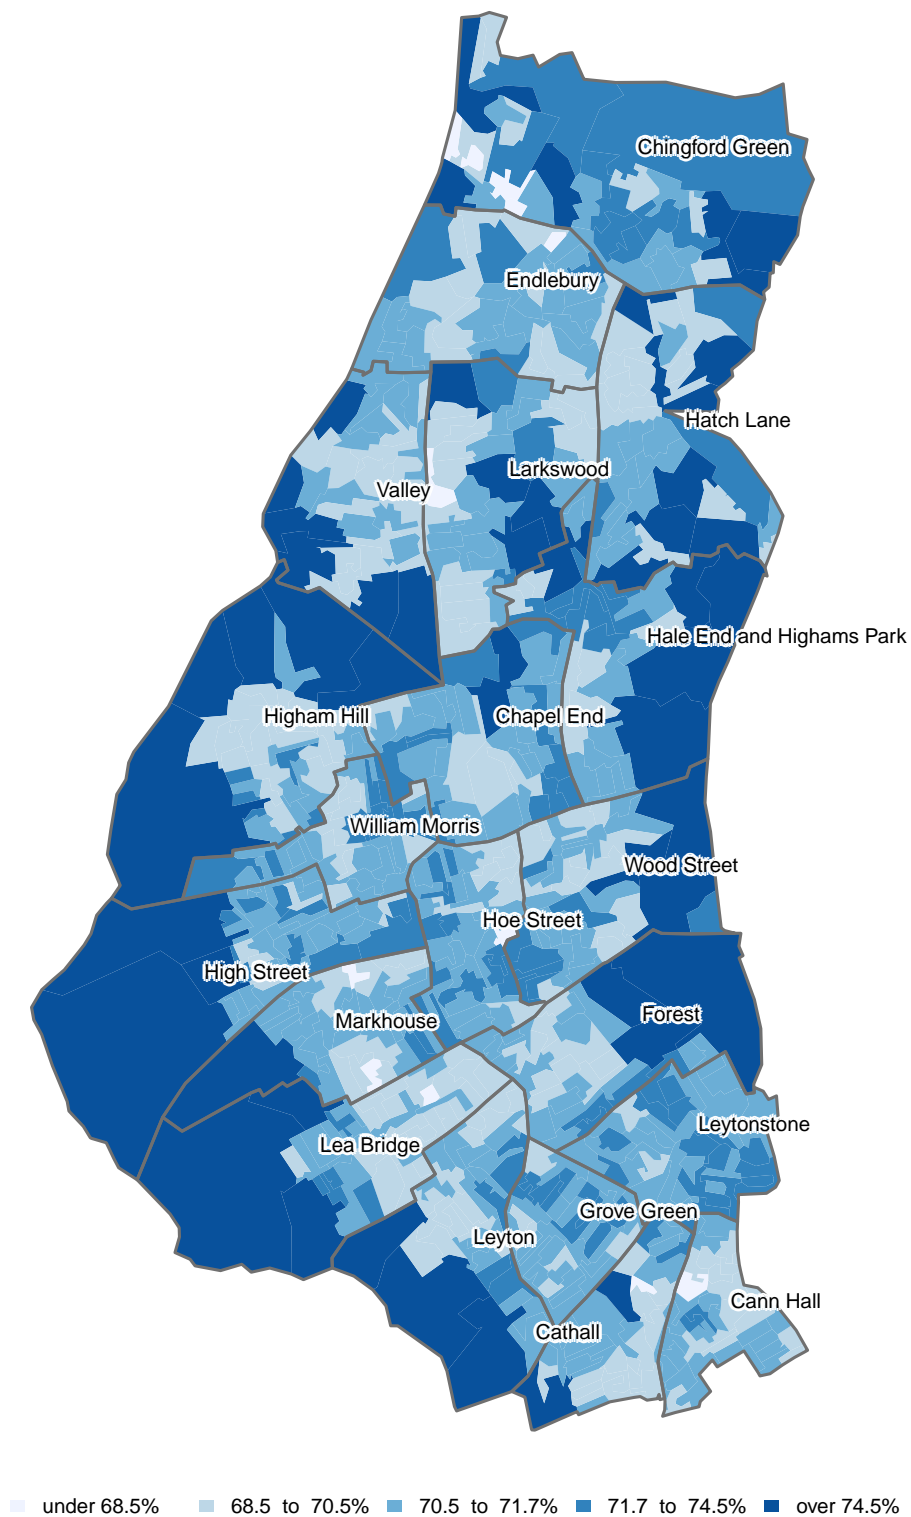 Chingford Green
Endlebury
Hatch Lane
Larkswood
Valley
Hale End and Highams Park
Higham Hill
Chapel End
William Morris
Wood Street
Hoe Street
High Street
Forest
Markhouse
Leytonstone
Lea Bridge
Grove Green
Leyton
Cann Hall
Cathall
under 68.5% 68.5 to 70.5% 70.5 to 71.7% 71.7 to 74.5% over 74.5%